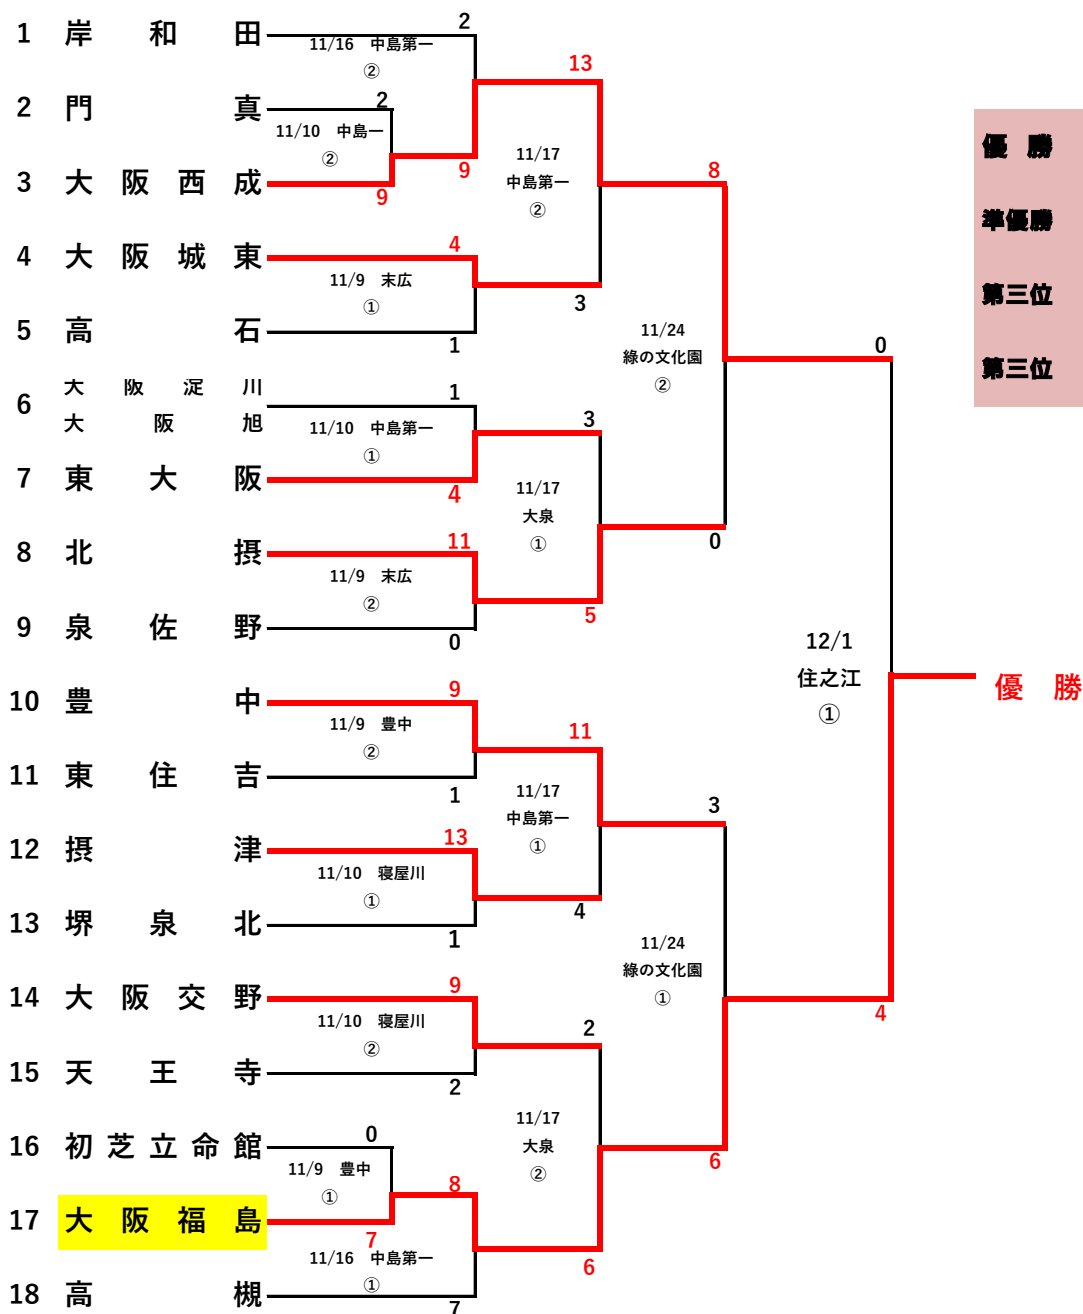 2
1 岸和田
11/16 中島第一
13
②
優勝
2 門真
2
11/10 中島一
②
11/17
9
中島第一
8
3 大阪西成
9
②
準優勝
4 大阪城東
4
11/9 末広
①
3
第三位
5 高石
1
11/24
緑の文化園
②
0
第三位
大阪淀川
6
大阪旭
1
3
11/10 中島第一
①
7 東大阪
4
11/17
大泉
①
0
8 北摂
11
11/9 末広
②
5
9 泉佐野
0
12/1
住之江
①
優勝
10 豊中
9
11/9 豊中
②
11
11 東住吉
1
11/17
中島第一
①
3
12 摂津
13
11/10 寝屋川
①
4
13 堺泉北
1
11/24
緑の文化園
①
4
14 大阪交野
9
11/10 寝屋川
②
2
15 天王寺
2
11/17
大泉
②
6
16 初芝立命館
0
11/9 豊中
①
8
17 大阪福島
7
11/16 中島第一
①
6
18 高槻
7